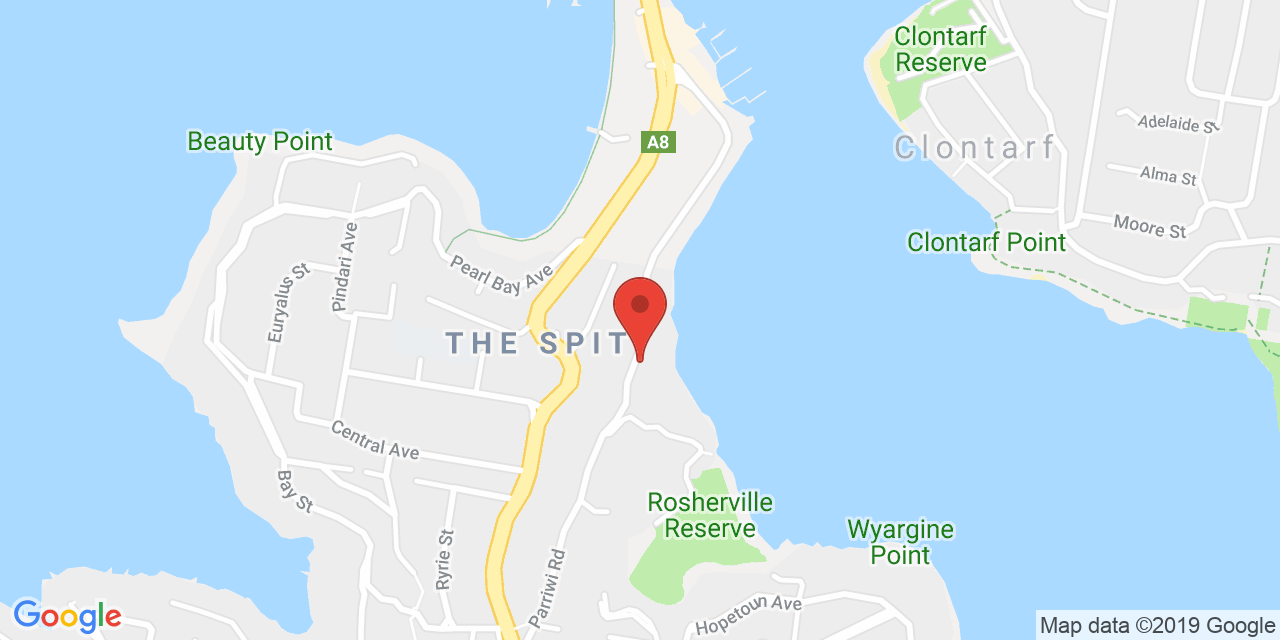 Clontarf
Reserve
Adelaide St
Beauty Point
A8
Clontarf
Alma St
Moore St
Clontarf Point
Pindari Ave
Euryalus St
Pearl Bay Ave
THE SPIT
Central Ave
Bay St
Rosherville
Reserve
Wyargine
Point
Ryrie St
Parriwi Rd
Hopetoun Ave
Google
Map data ©2019 Google